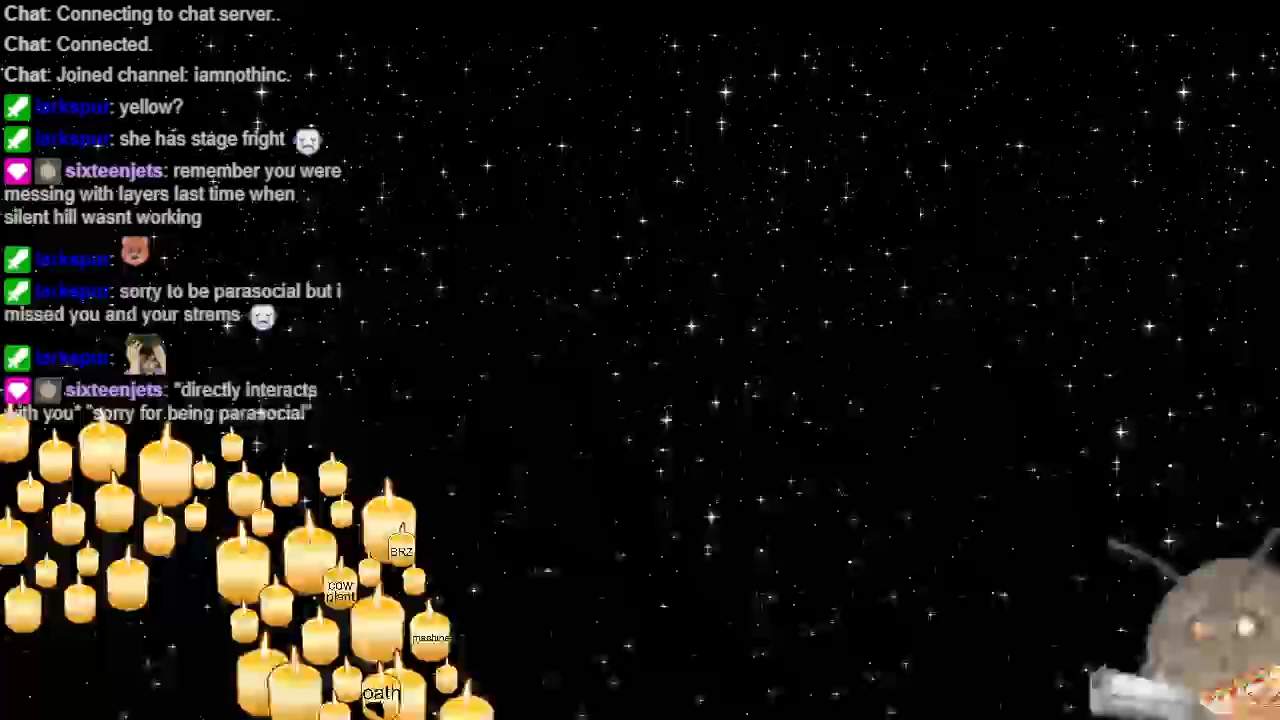 Chat: Connecting to chat server..
Chat: Connected.
Chat: Joined channel: iamnothinc.
larkspur: yellow?
larkspur: she has stage fright
sixteenjets: remember you were
messing with layers last time when
silent hill wasnt working
larkspur:
larkspur: sorry to be parasocial but i
missed you and your strems
larkspur:
sixteenjets: *directly interacts
with you* "sorry for being parasocial"
BRZ
cow
plant
machine
oath